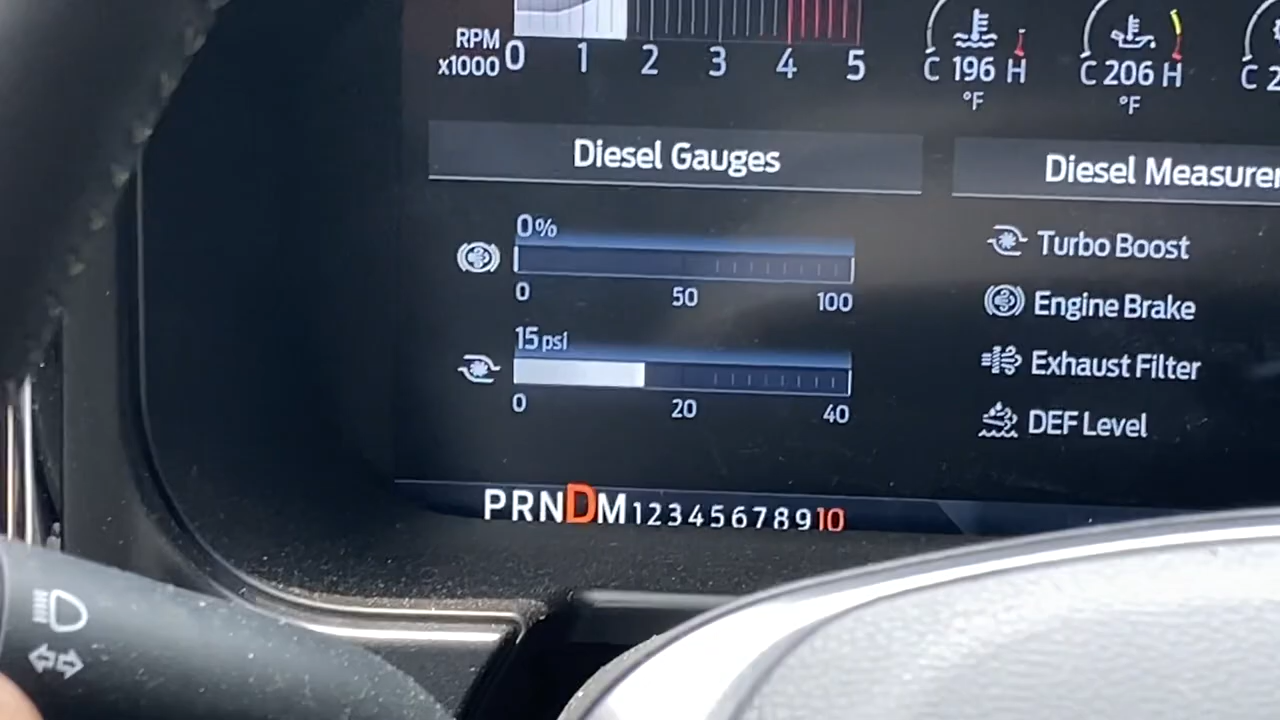 RPM
x1000
0 1 2 3 4 5
C 196 H
°F
C 206 H
°F
C 2
Diesel Gauges
0%
0 50 100
15 psi
0 20 40
Diesel Measurer
Turbo Boost
Engine Brake
Exhaust Filter
DEF Level
PRNDM12345678910